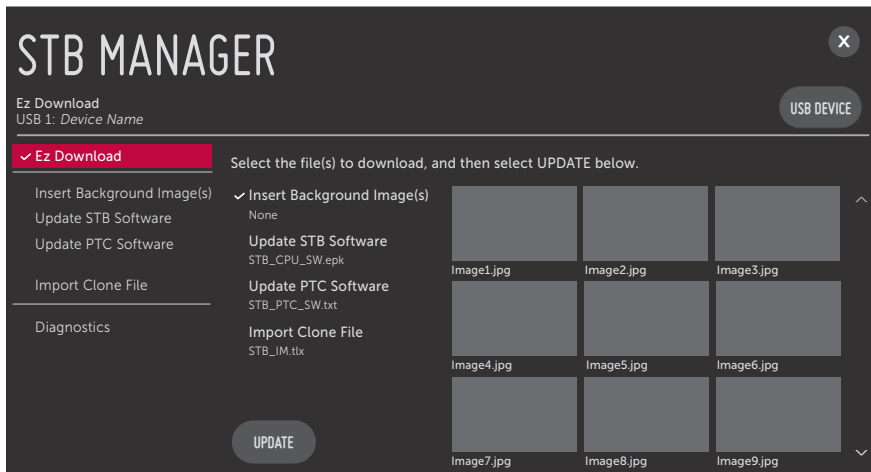 STB MANAGER
X
Ez Download
USB 1: Device Name
USB DEVICE
Ez Download
Insert Background Image(s)
Update STB Software
Update PTC Software
Import Clone File
Diagnostics
Select the file(s) to download, and then select UPDATE below.
Insert Background Image(s)
None
Update STB Software
STB_CPU_SW.epk
Update PTC Software
STB_PTC_SW.txt
Import Clone File
STB_IM.tlx
UPDATE
Image1.jpg
Image2.jpg
Image3.jpg
Image4.jpg
Image5.jpg
Image6.jpg
Image7.jpg
Image8.jpg
Image9.jpg